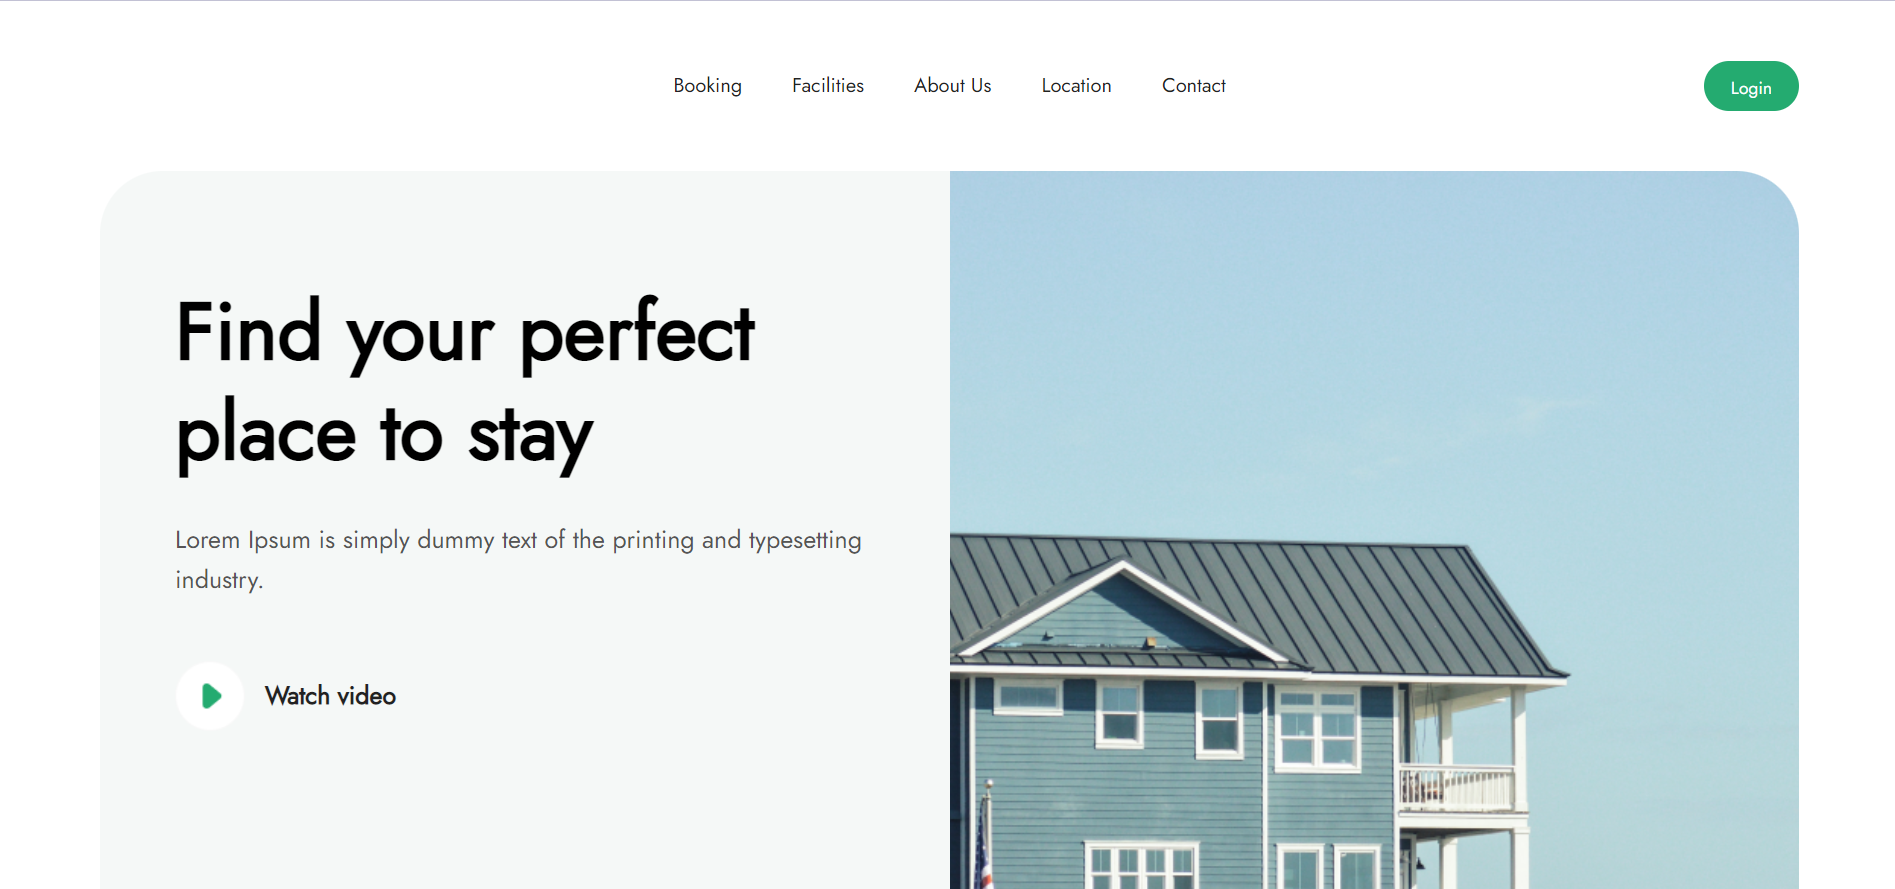 Booking Facilities About Us Location Contact Login
Find your perfect
place to stay
Lorem Ipsum is simply dummy text of the printing and typesetting
industry.
Watch video